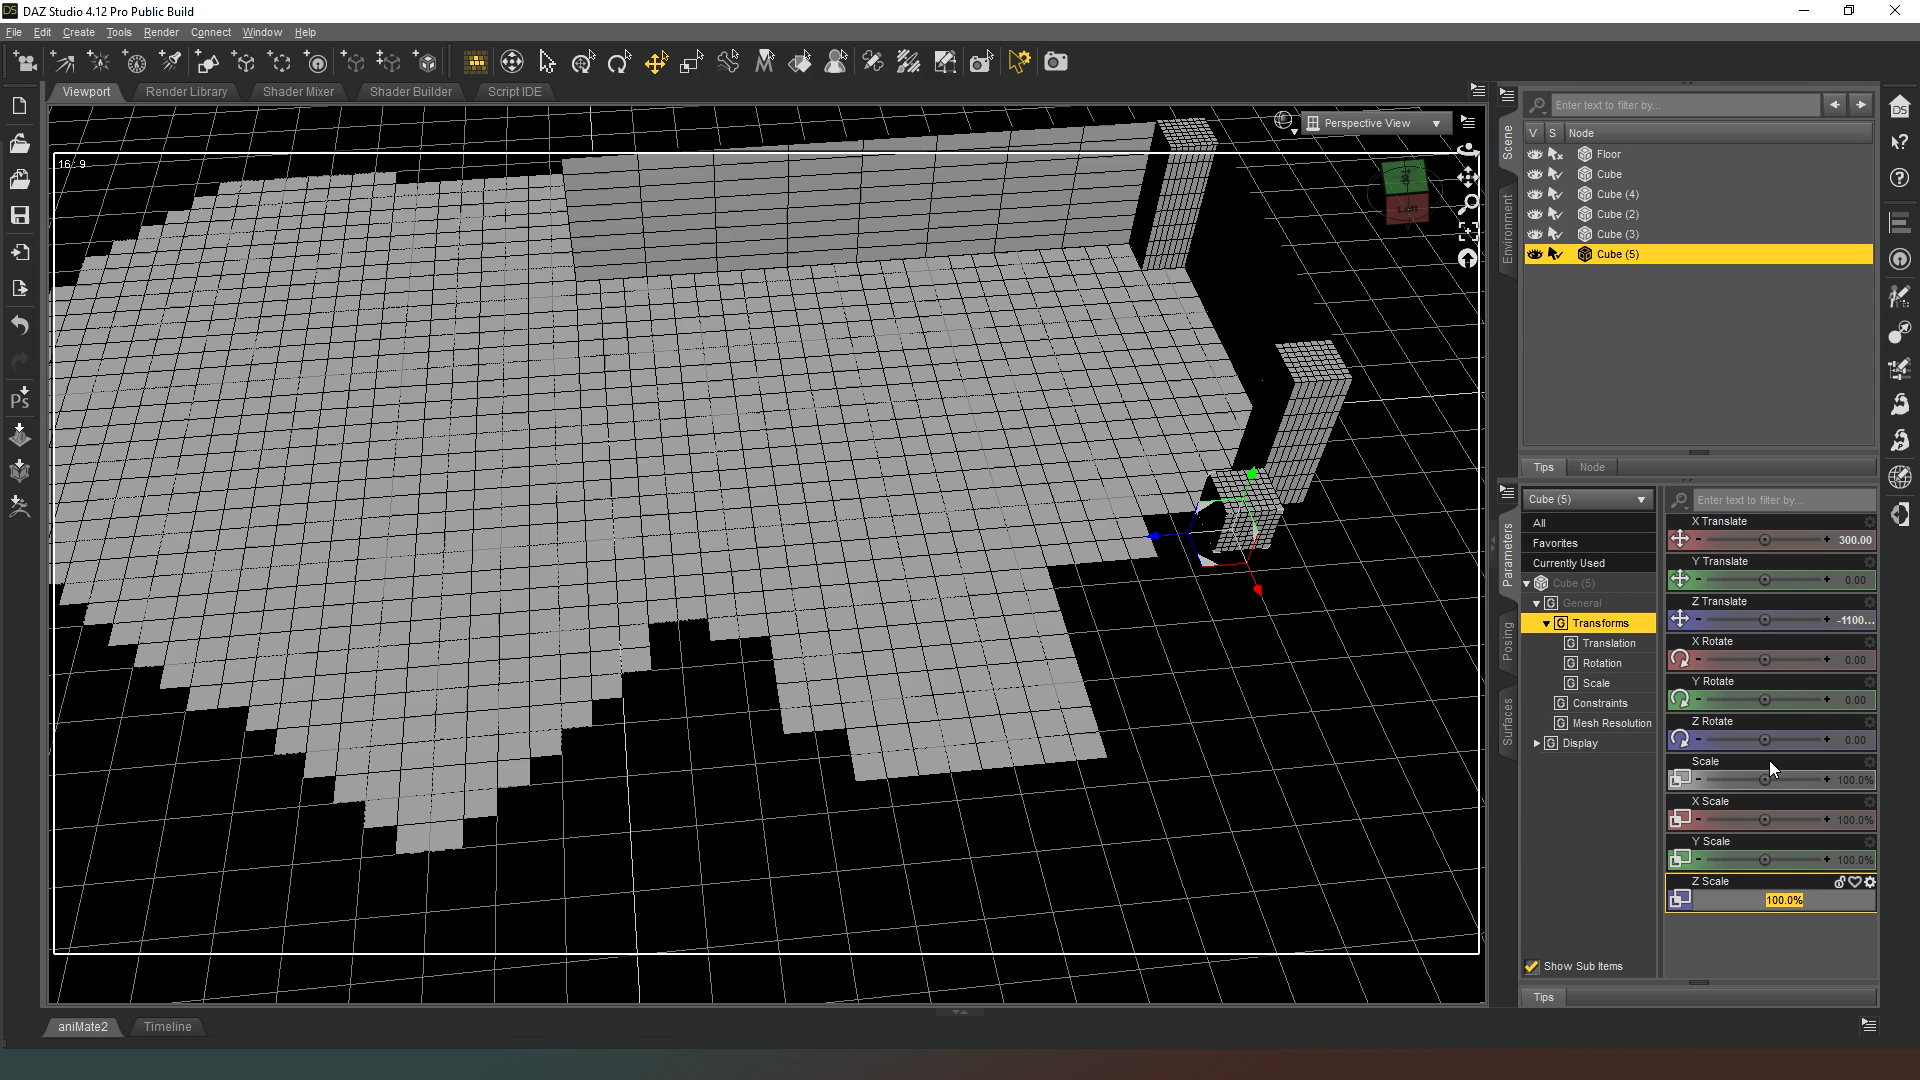 DAZ Studio 4.12 Pro Public Build
File Edit Create Tools Render Connect Window Help
Viewport Render Library Shader Mixer Shader Builder Script IDE
16 : 9
Perspective View
Scene
Environment
Enter text to filter by...
V S Node
Floor
Cube
Cube (4)
Cube (2)
Cube (3)
Cube (5)
Tips Node
Parameters
Posing
Surfaces
Cube (5)
All
Favorites
Currently Used
Cube (5)
General
Transforms
Translation
Rotation
Scale
Constraints
Mesh Resolution
Display
Show Sub Items
Enter text to filter by...
X Translate
300.00
Y Translate
0.00
Z Translate
-1100...
X Rotate
0.00
Y Rotate
0.00
Z Rotate
0.00
Scale
100.0%
X Scale
100.0%
Y Scale
100.0%
Z Scale
100.0%
Tips
aniMate2 Timeline
Ps
DS